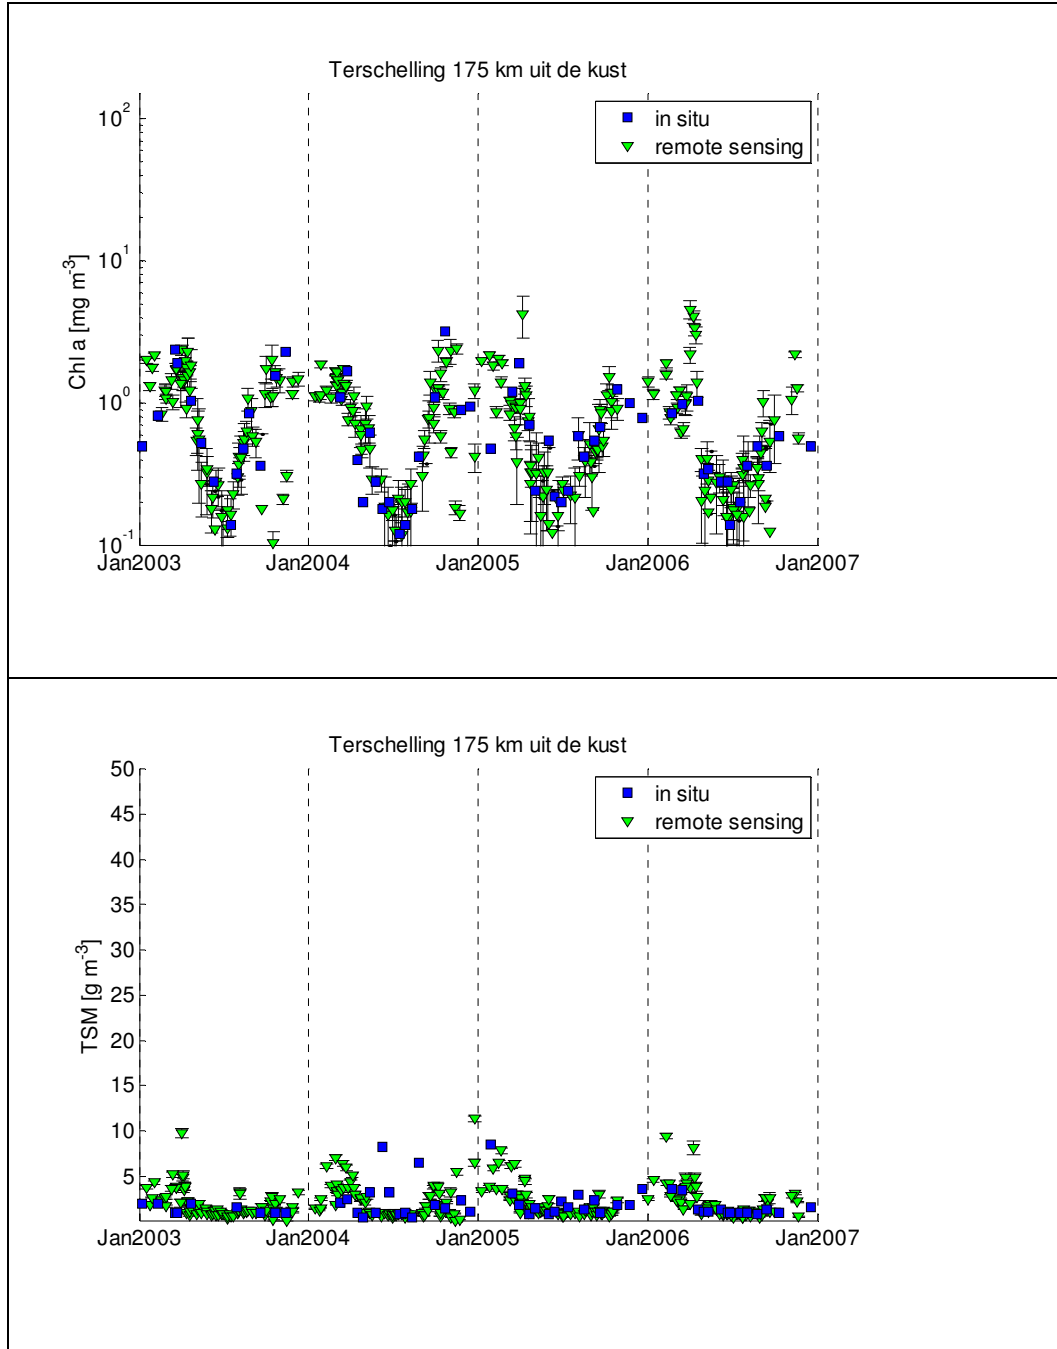 Terschelling 175 km uit de kust
in situ
remote sensing
Chl a [mg m-3]
10^2
10^1
10^0
10^-1
Jan2003 Jan2004 Jan2005 Jan2006 Jan2007
Terschelling 175 km uit de kust
in situ
remote sensing
TSM [g m-3]
50
45
40
35
30
25
20
15
10
5
Jan2003 Jan2004 Jan2005 Jan2006 Jan2007